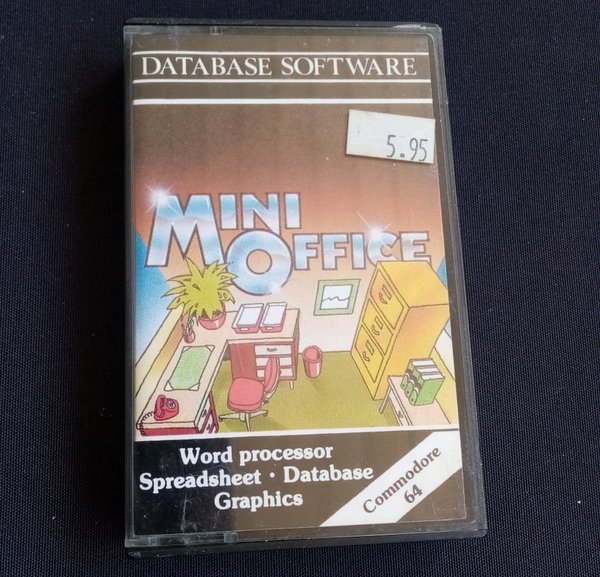 DATABASE SOFTWARE
5.95
MINI
OFFICE
Word processor
Spreadsheet · Database
Graphics
Commodore
64